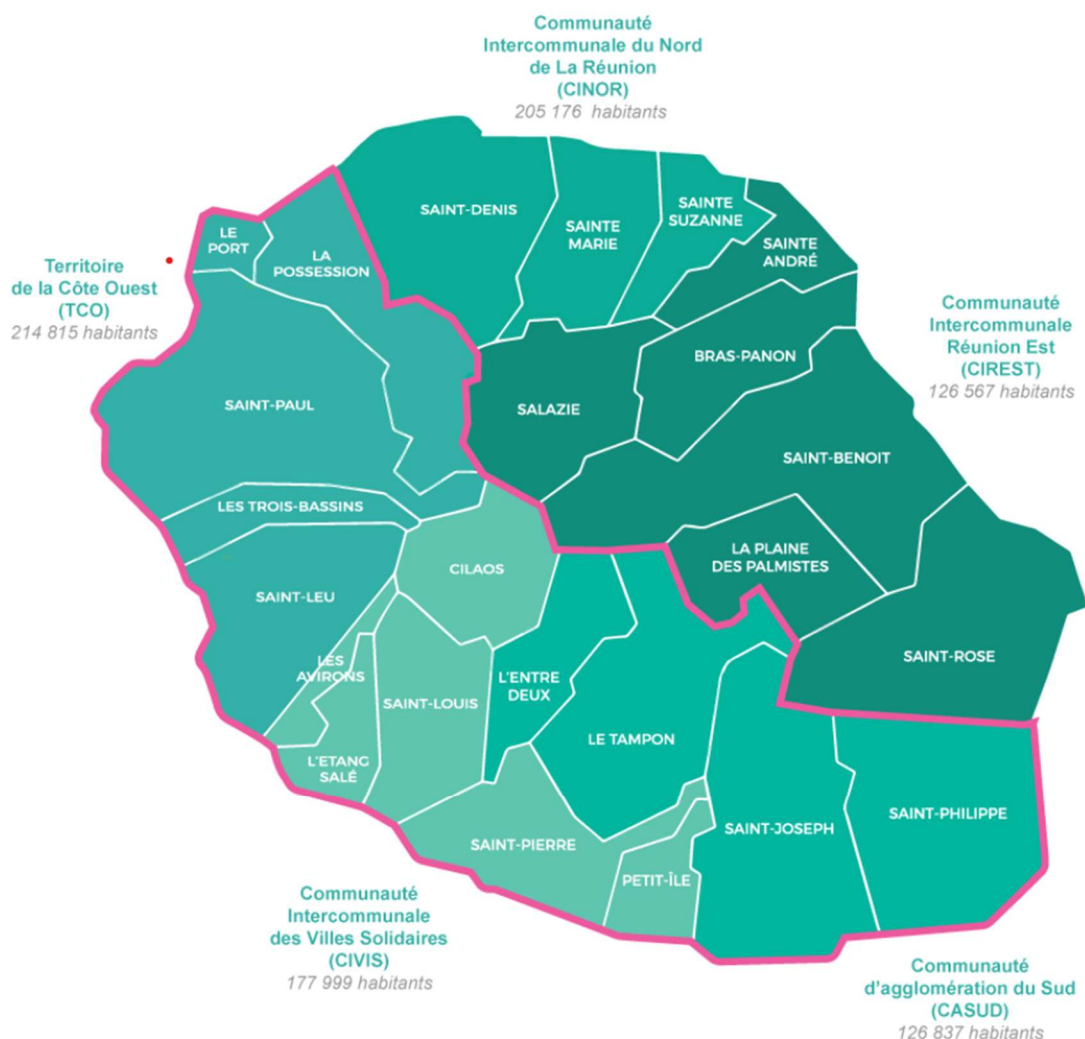 Communauté
Intercommunale du Nord
de La Réunion
(CINOR)
205 176 habitants
SAINT-DENIS
SAINTE
MARIE
SAINTE
SUZANNE
SAINTE
ANDRÉ
LE
PORT
LA
POSSESSION
Territoire
de la Côte Ouest
(TCO)
214 815 habitants
Communauté
Intercommunale
Réunion Est
(CIREST)
126 567 habitants
BRAS-PANON
SAINT-PAUL
SALAZIE
SAINT-BENOIT
LES TROIS-BASSINS
LA PLAINE
DES PALMISTES
CILAOS
SAINT-LEU
SAINT-ROSE
LES
AVIRONS
L'ENTRE
DEUX
SAINT-LOUIS
LE TAMPON
L'ETANG
SALÉ
SAINT-PHILIPPE
SAINT-JOSEPH
SAINT-PIERRE
PETIT-ÎLE
Communauté
Intercommunale
des Villes Solidaires
(CIVIS)
177 999 habitants
Communauté
d'agglomération du Sud
(CASUD)
126 837 habitants